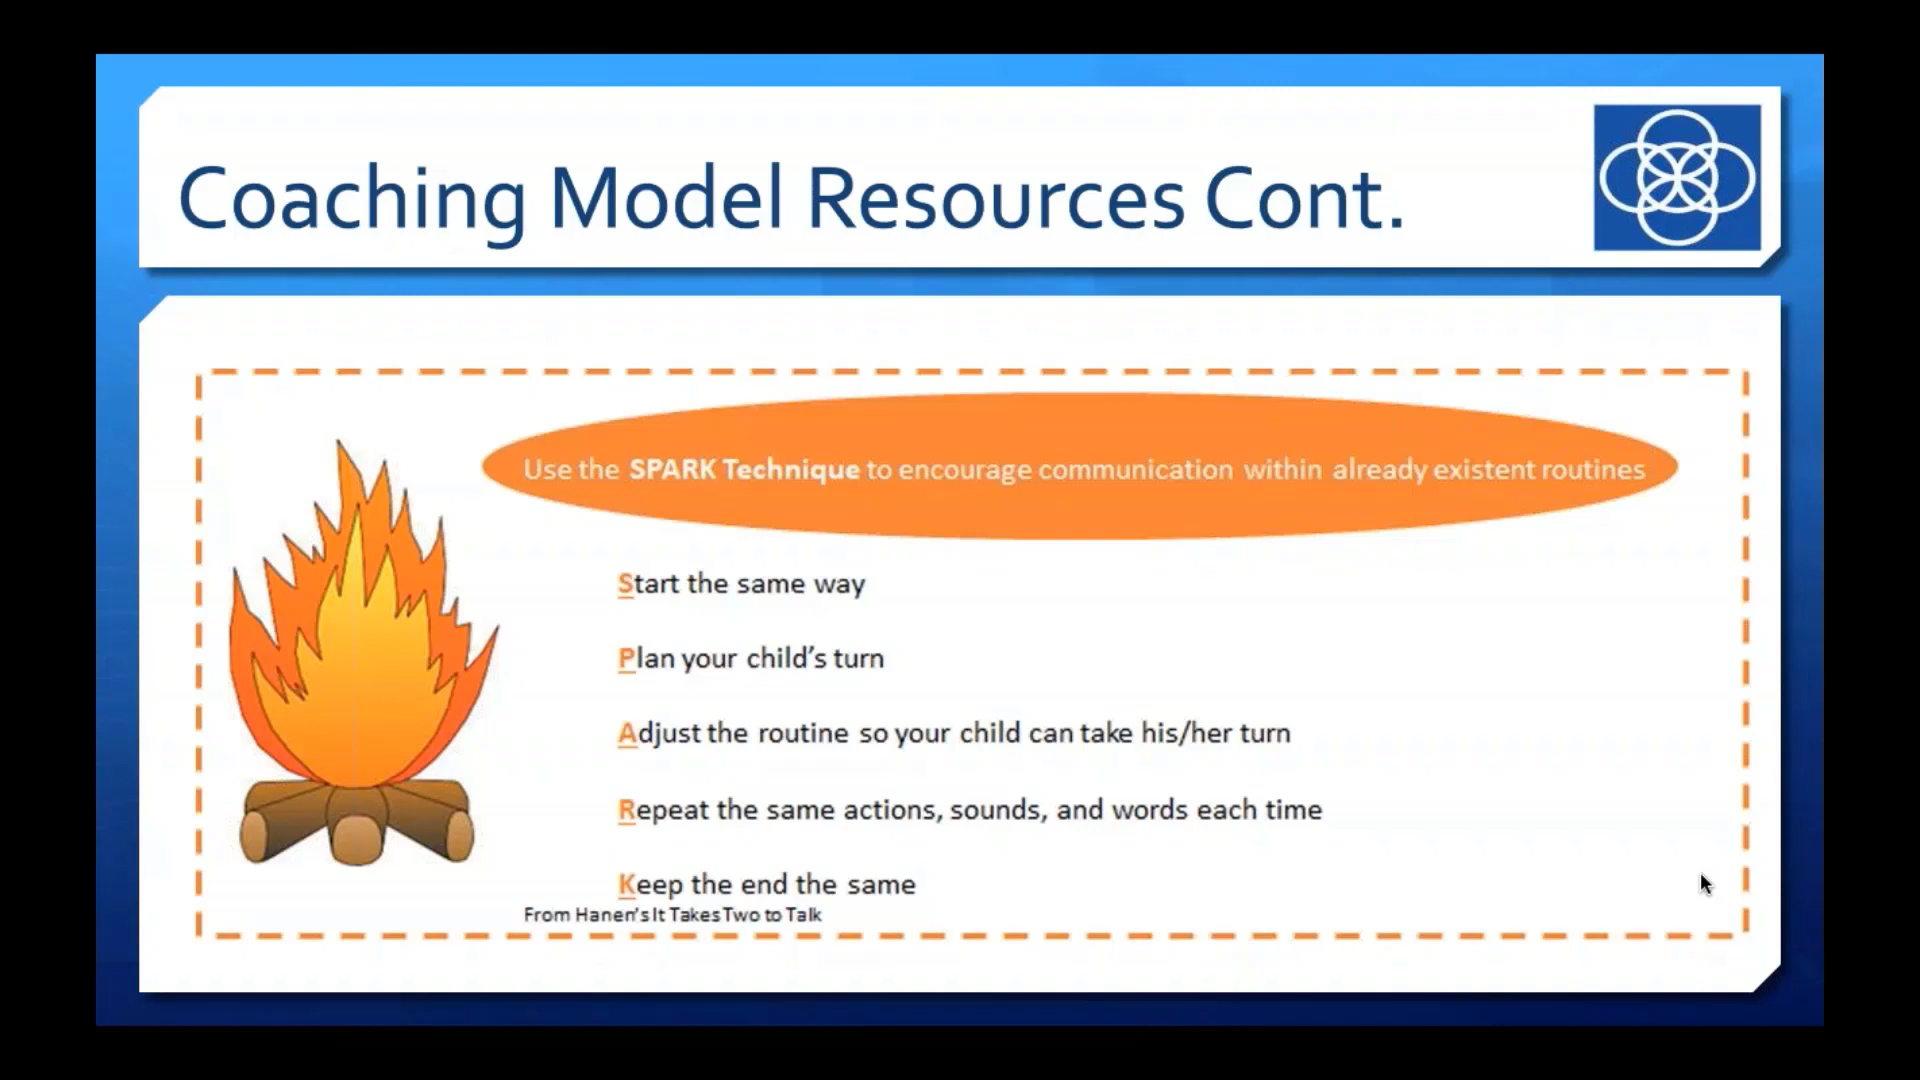 Coaching Model Resources Cont.
Use the SPARK Technique to encourage communication within already existent routines
Start the same way
Plan your child's turn
Adjust the routine so your child can take his/her turn
Repeat the same actions, sounds, and words each time
Keep the end the same
From Hanen's It Takes Two to Talk